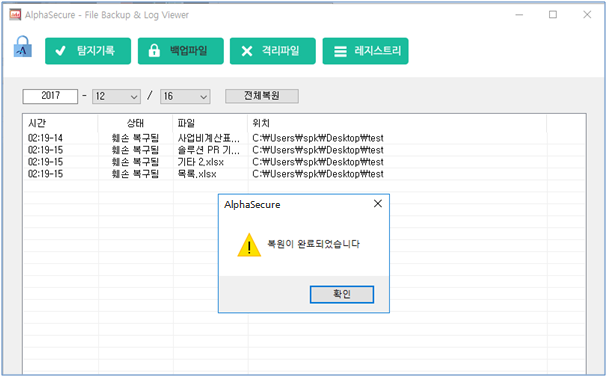 AlphaSecure - File Backup & Log Viewer
A 탐지기록 백업파일 격리파일 레지스트리
2017 - 12 / 16 전체복원
시간 상태 파일 위치
02:19-14 훼손 복구됨 사업비계산표... C:₩Users₩spk₩Desktop₩test
02:19-15 훼손 복구됨 솔루션 PR 기... C:₩Users₩spk₩Desktop₩test
02:19-15 훼손 복구됨 기타 2.xlsx C:₩Users₩spk₩Desktop₩test
02:19-15 훼손 복구됨 목록.xlsx C:₩Users₩spk₩Desktop₩test
AlphaSecure
복원이 완료되었습니다
확인